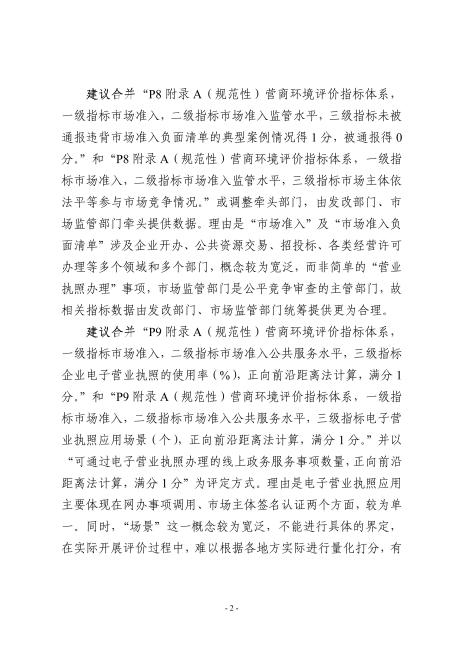 建议合并“P8 附录 A（规范性）营商环境评价指标体系，
一级指标市场准入，二级指标市场准入监管水平，三级指标未被
通报违背市场准入负面清单的典型案例情况得 1 分，被通报得 0
分。”和“P8 附录 A（规范性）营商环境评价指标体系，一级指
标市场准入，二级指标市场准入监管水平，三级指标市场主体依
法平等参与市场竞争情况。”或调整牵头部门，由发改部门、市
场监管部门牵头提供数据。理由是“市场准入”及“市场准入负
面清单”涉及企业开办、公共资源交易、招投标、各类经营许可
办理等多个领域和多个部门，概念较为宽泛，而非简单的“营业
执照办理”事项，市场监管部门是公平竞争审查的主管部门，故
相关指标数据由发改部门、市场监管部门统筹提供更为合理。
建议合并“P9 附录 A（规范性）营商环境评价指标体系，
一级指标市场准入，二级指标市场准入公共服务水平，三级指标
企业电子营业执照的使用率（%），正向前沿距离法计算，满分 1
分。”和“P9 附录 A（规范性）营商环境评价指标体系，一级指
标市场准入，二级指标市场准入公共服务水平，三级指标电子营
业执照应用场景（个），正向前沿距离法计算，满分 1 分。”并以
“可通过电子营业执照办理的线上政务服务事项数量，正向前沿
距离法计算，满分 1 分”为评定方式。理由是电子营业执照应用
主要体现在网办事项调用、市场主体签名认证两个方面，较为单
一。同时，“场景”这一概念较为宽泛，不能进行具体的界定，
在实际开展评价过程中，难以根据各地方实际进行量化打分，有
- 2 -